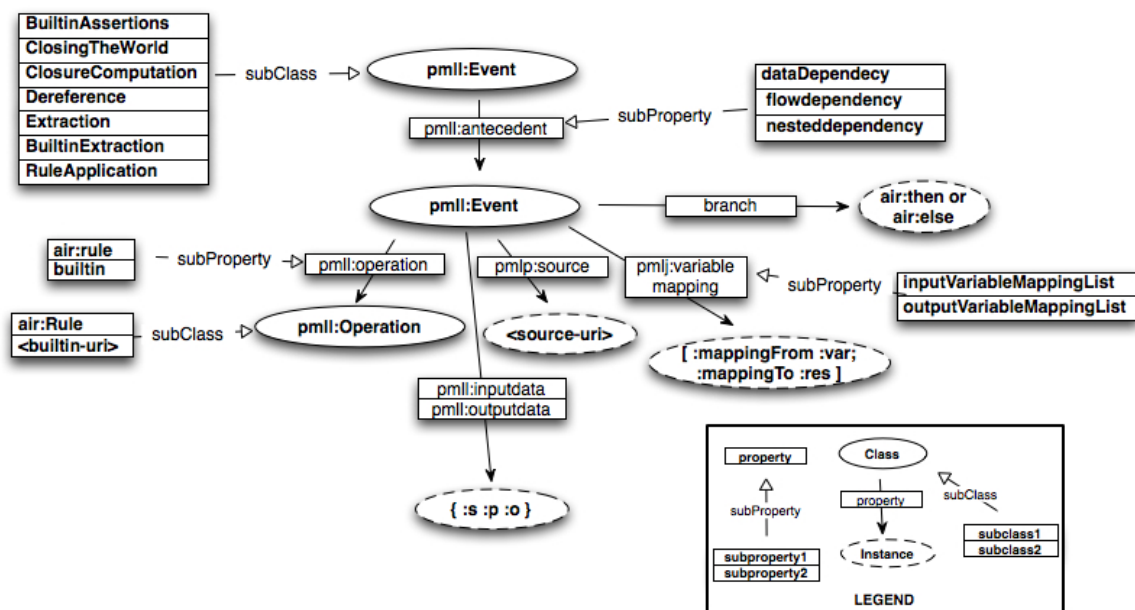 BuiltinAssertions
ClosingTheWorld
ClosureComputation
Dereference
Extraction
BuiltinExtraction
RuleApplication
subClass
pmll:Event
dataDependecy
flowdependency
nesteddependency
subProperty
pmll:antecedent
pmll:Event
branch
air:then or
air:else
air:rule
builtin
subProperty
pmll:operation
pmlp:source
pmlj:variable
mapping
subProperty
inputVariableMappingList
outputVariableMappingList
air:Rule
<builtin-uri>
subClass
pmll:Operation
<source-uri>
[ :mappingFrom :var;
:mappingTo :res ]
pmll:inputdata
pmll:outputdata
{ :s :p :o }
property
Class
subProperty
property
subClass
subproperty1
subproperty2
Instance
subclass1
subclass2
LEGEND